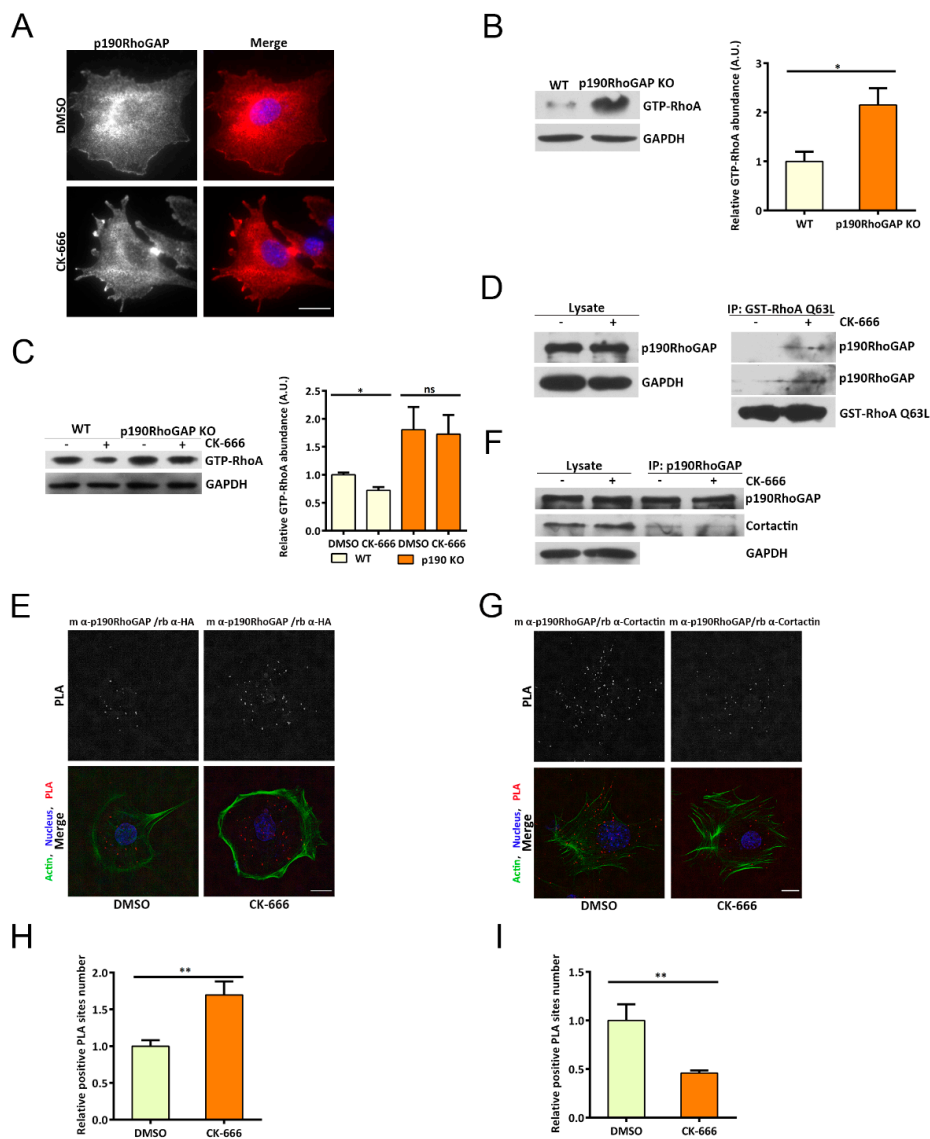 A
p190RhoGAP Merge
DMSO
CK-666
B
WT p190RhoGAP KO
GTP-RhoA
GAPDH
Relative GTP-RhoA abundance (A.U.)
3
2
1
0
*
WT p190RhoGAP KO
C
WT p190RhoGAP KO
- + - + CK-666
GTP-RhoA
GAPDH
Relative GTP-RhoA abundance (A.U.)
2.5
2.0
1.5
1.0
0.5
0.0
* ns
DMSO CK-666 DMSO CK-666
WT p190 KO
D
Lysate IP: GST-RhoA Q63L
- + - + CK-666
p190RhoGAP p190RhoGAP
GAPDH p190RhoGAP
GST-RhoA Q63L
F
Lysate IP: p190RhoGAP
- + - + CK-666
p190RhoGAP
Cortactin
GAPDH
E
m α-p190RhoGAP /rb α-HA m α-p190RhoGAP /rb α-HA
PLA
Actin, Nucleus, PLA
Merge
DMSO CK-666
G
m α-p190RhoGAP/rb α-Cortactin m α-p190RhoGAP/rb α-Cortactin
PLA
Actin, Nucleus, PLA
Merge
DMSO CK-666
H
Relative positive PLA sites number
2.0
1.5
1.0
0.5
0.0
**
DMSO CK-666
I
Relative positive PLA sites number
1.5
1.0
0.5
0.0
**
DMSO CK-666